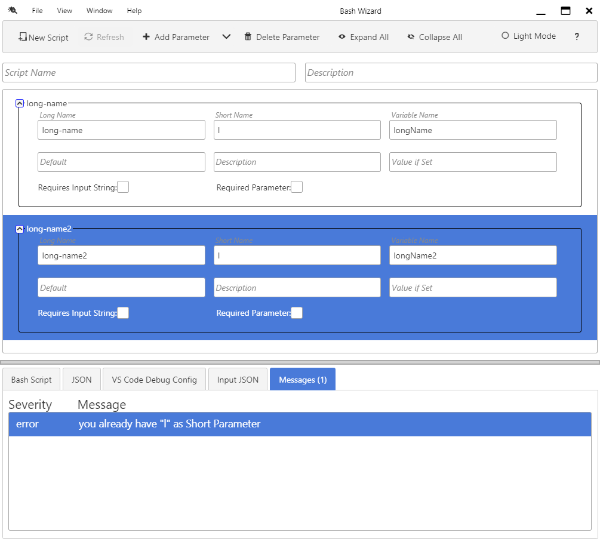 File View Window Help Bash Wizard
New Script Refresh Add Parameter Delete Parameter Expand All Collapse All Light Mode ?
Script Name Description
long-name
Long Name Short Name Variable Name
long-name l longName
Default Description Value if Set
Requires Input String: Required Parameter:
long-name2
Long Name Short Name Variable Name
long-name2 l longName2
Default Description Value if Set
Requires Input String: Required Parameter:
Bash Script JSON VS Code Debug Config Input JSON Messages (1)
Severity Message
error you already have "l" as Short Parameter